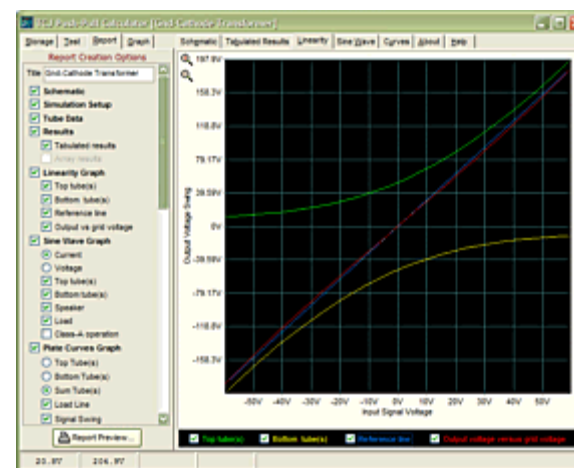 TCJ Push-Pull Calculator [Gnd-Cathode Transformer]
Storage Test Report Graph
Schematic Tabulated Results Linearity Sine Wave Curves About Help
Report Creation Options
Title Gnd-Cathode Transformer
Schematic
Simulation Setup
Tube Data
Results
Tabulated results
Array results
Linearity Graph
Top tube(s)
Bottom tube(s)
Reference line
Output vs grid voltage
Sine Wave Graph
Current
Voltage
Top tube(s)
Bottom tube(s)
Speaker
Load
Class-A operation
Plate Curves Graph
Top Tube(s)
Bottom Tube(s)
Sum Tube(s)
Load Line
Signal Swing
Report Preview...
197.9V
158.3V
118.8V
79.17V
39.59V
0V
-39.59V
-79.17V
-118.8V
-158.3V
Output Voltage Swing
-50V -40V -30V -20V -10V 0V 10V 20V 30V 40V 50V
Input Signal Voltage
Top tube(s) Bottom tube(s) Reference line Output voltage versus grid voltage
206.9V